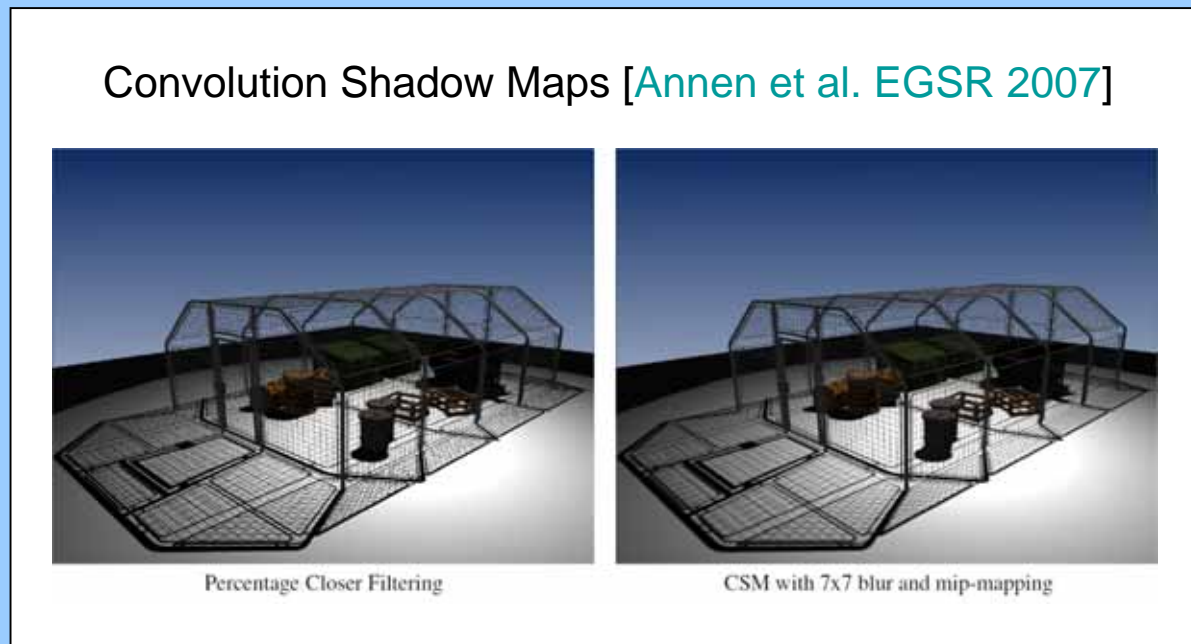 Convolution Shadow Maps [Annen et al. EGSR 2007]
Percentage Closer Filtering
CSM with 7x7 blur and mip-mapping